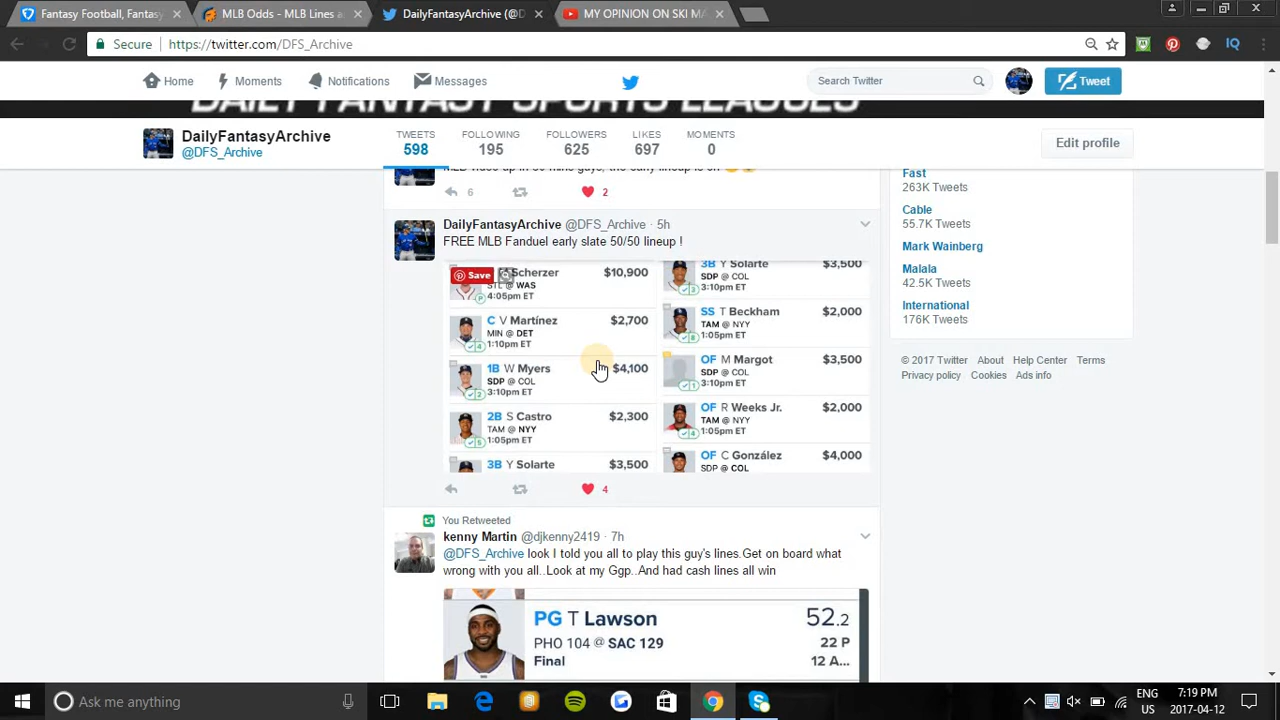 Fantasy Football, Fantasy
MLB Odds - MLB Lines a
DailyFantasyArchive (@D
MY OPINION ON SKI MA
Secure
https://twitter.com/DFS_Archive
Home
Moments
Notifications
Messages
Search Twitter
Tweet
DAILY FANTASY SPORTS LEAGUES
DailyFantasyArchive
@DFS_Archive
TWEETS
598
FOLLOWING
195
FOLLOWERS
625
LIKES
697
MOMENTS
0
Edit profile
MLB video up in 30 mins guys, the early lineup is on
6
2
DailyFantasyArchive @DFS_Archive · 5h
FREE MLB Fanduel early slate 50/50 lineup !
Save
Scherzer $10,900
STL @ WAS
4:05pm ET
P
C V Martínez $2,700
MIN @ DET
1:10pm ET
4
1B W Myers $4,100
SDP @ COL
3:10pm ET
2
2B S Castro $2,300
TAM @ NYY
1:05pm ET
5
3B Y Solarte $3,500
3B Y Solarte $3,500
SDP @ COL
3:10pm ET
3
SS T Beckham $2,000
TAM @ NYY
1:05pm ET
8
OF M Margot $3,500
SDP @ COL
3:10pm ET
1
OF R Weeks Jr. $2,000
TAM @ NYY
1:05pm ET
4
OF C González $4,000
SDP @ COL
4
You Retweeted
kenny Martin @djkenny2419 · 7h
@DFS_Archive look I told you all to play this guy's lines.Get on board what
wrong with you all..Look at my Ggp..And had cash lines all win
PG T Lawson 52.2
PHO 104 @ SAC 129 22 P
Final 12 A...
Fast
263K Tweets
Cable
55.7K Tweets
Mark Wainberg
Malala
42.5K Tweets
International
176K Tweets
© 2017 Twitter About Help Center Terms
Privacy policy Cookies Ads info
IQ
Ask me anything
ENG
US
7:19 PM
2017-04-12